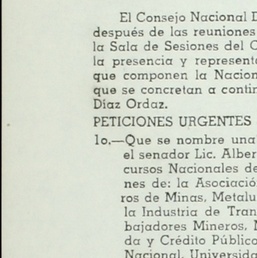 El Consejo Nacional D
después de las reuniones
la Sala de Sesiones del C
la presencia y represent
que componen la Nacion
que se concretan a contin
Díaz Ordaz.
PETICIONES URGENTES
1o.—Que se nombre una
el senador Lic. Alber
cursos Nacionales de
nes de: la Asociació
ros de Minas, Metalu
la Industria de Tran
bajadores Mineros, M
da y Crédito Público
Nacional, Universida